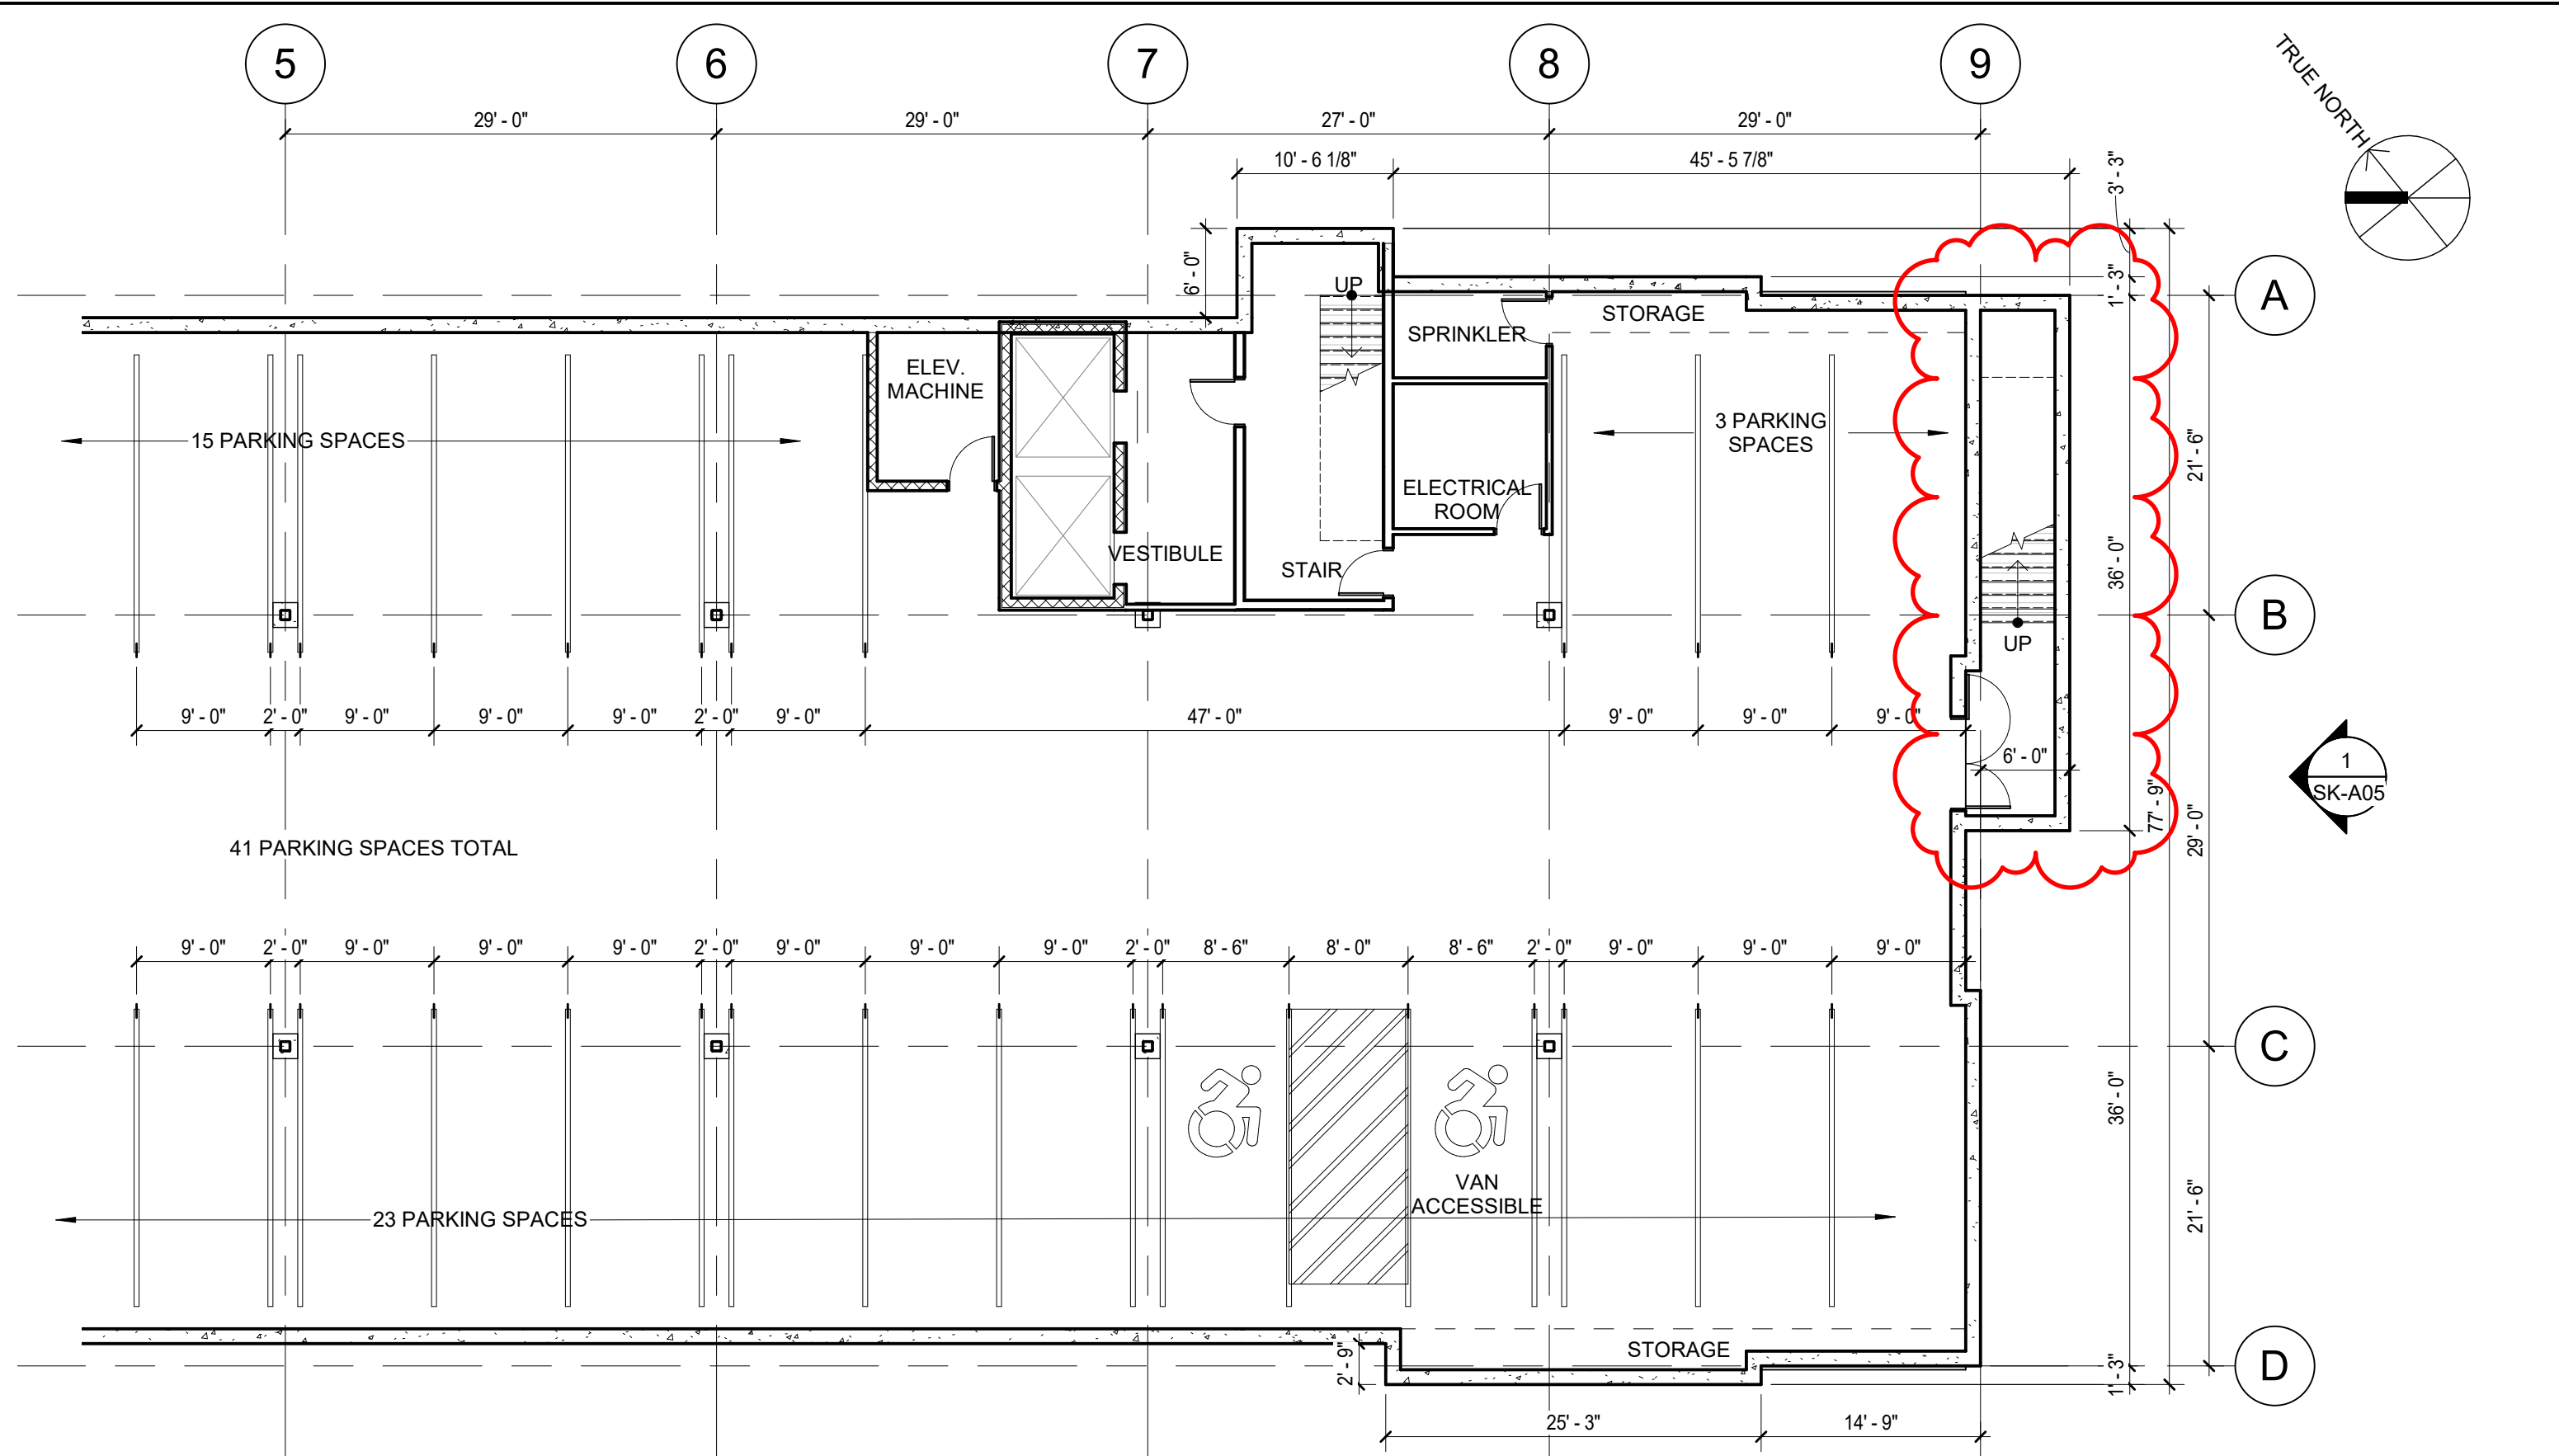 5
6
7
8
9
TRUE NORTH
29' - 0"
29' - 0"
27' - 0"
29' - 0"
10' - 6 1/8"
45' - 5 7/8"
3' - 3"
6' - 0"
1' - 3"
A
UP
STORAGE
SPRINKLER
ELEV.
MACHINE
15 PARKING SPACES
3 PARKING
SPACES
21' - 6"
ELECTRICAL
ROOM
VESTIBULE
STAIR
36' - 0"
B
UP
9' - 0"
2' - 0"
9' - 0"
9' - 0"
9' - 0"
2' - 0"
9' - 0"
47' - 0"
9' - 0"
9' - 0"
9' - 0"
6' - 0"
1
SK-A05
77' - 9"
29' - 0"
41 PARKING SPACES TOTAL
9' - 0"
2' - 0"
9' - 0"
9' - 0"
9' - 0"
2' - 0"
9' - 0"
9' - 0"
9' - 0"
2' - 0"
8' - 6"
8' - 0"
8' - 6"
2' - 0"
9' - 0"
9' - 0"
9' - 0"
C
36' - 0"
VAN
ACCESSIBLE
23 PARKING SPACES
21' - 6"
STORAGE
2' - 9"
1' - 3"
D
25' - 3"
14' - 9"